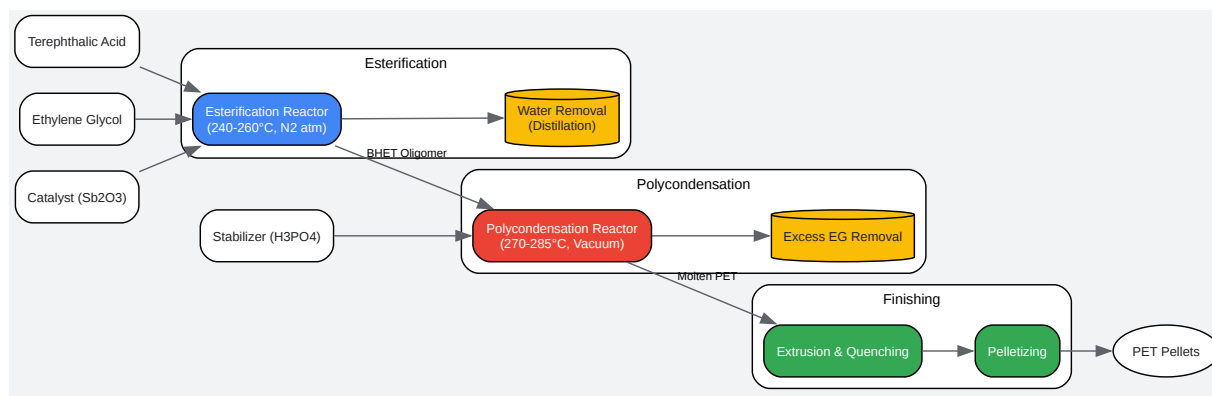 Terephthalic Acid
Esterification
Esterification Reactor
(240-260°C, N2 atm)
Water Removal
(Distillation)
Ethylene Glycol
BHET Oligomer
Catalyst (Sb2O3)
Polycondensation
Stabilizer (H3PO4)
Polycondensation Reactor
(270-285°C, Vacuum)
Excess EG Removal
Molten PET
Finishing
Extrusion & Quenching
Pelletizing
PET Pellets